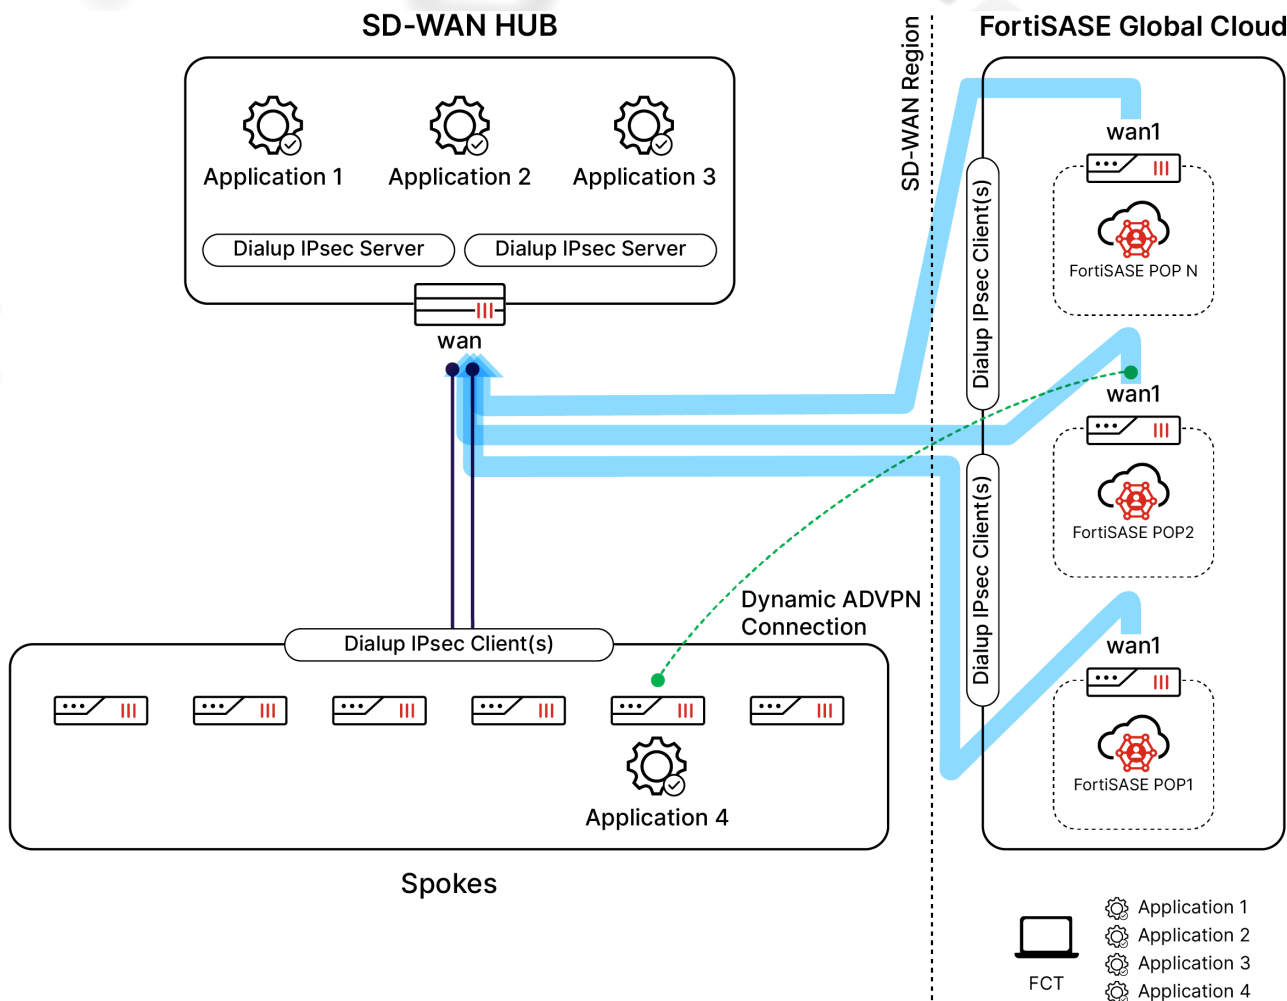 SD-WAN HUB
Application 1
Application 2
Application 3
Dialup IPsec Server
Dialup IPsec Server
wan
SD-WAN Region
FortiSASE Global Cloud
wan1
FortiSASE POP N
Dialup IPsec Client(s)
wan1
FortiSASE POP2
Dialup IPsec Client(s)
wan1
FortiSASE POP1
Dynamic ADVPN
Connection
Dialup IPsec Client(s)
Application 4
Spokes
FCT
Application 1
Application 2
Application 3
Application 4